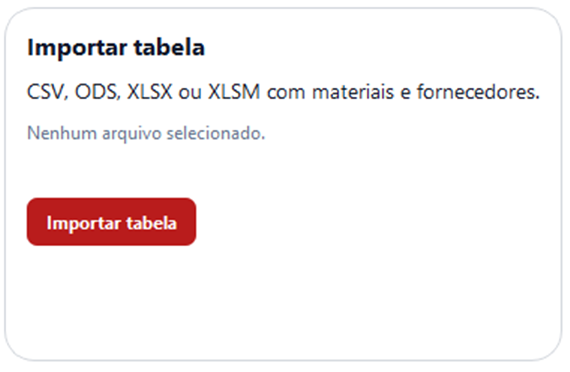 Importar tabela
CSV, ODS, XLSX ou XLSM com materiais e fornecedores.
Nenhum arquivo selecionado.
Importar tabela